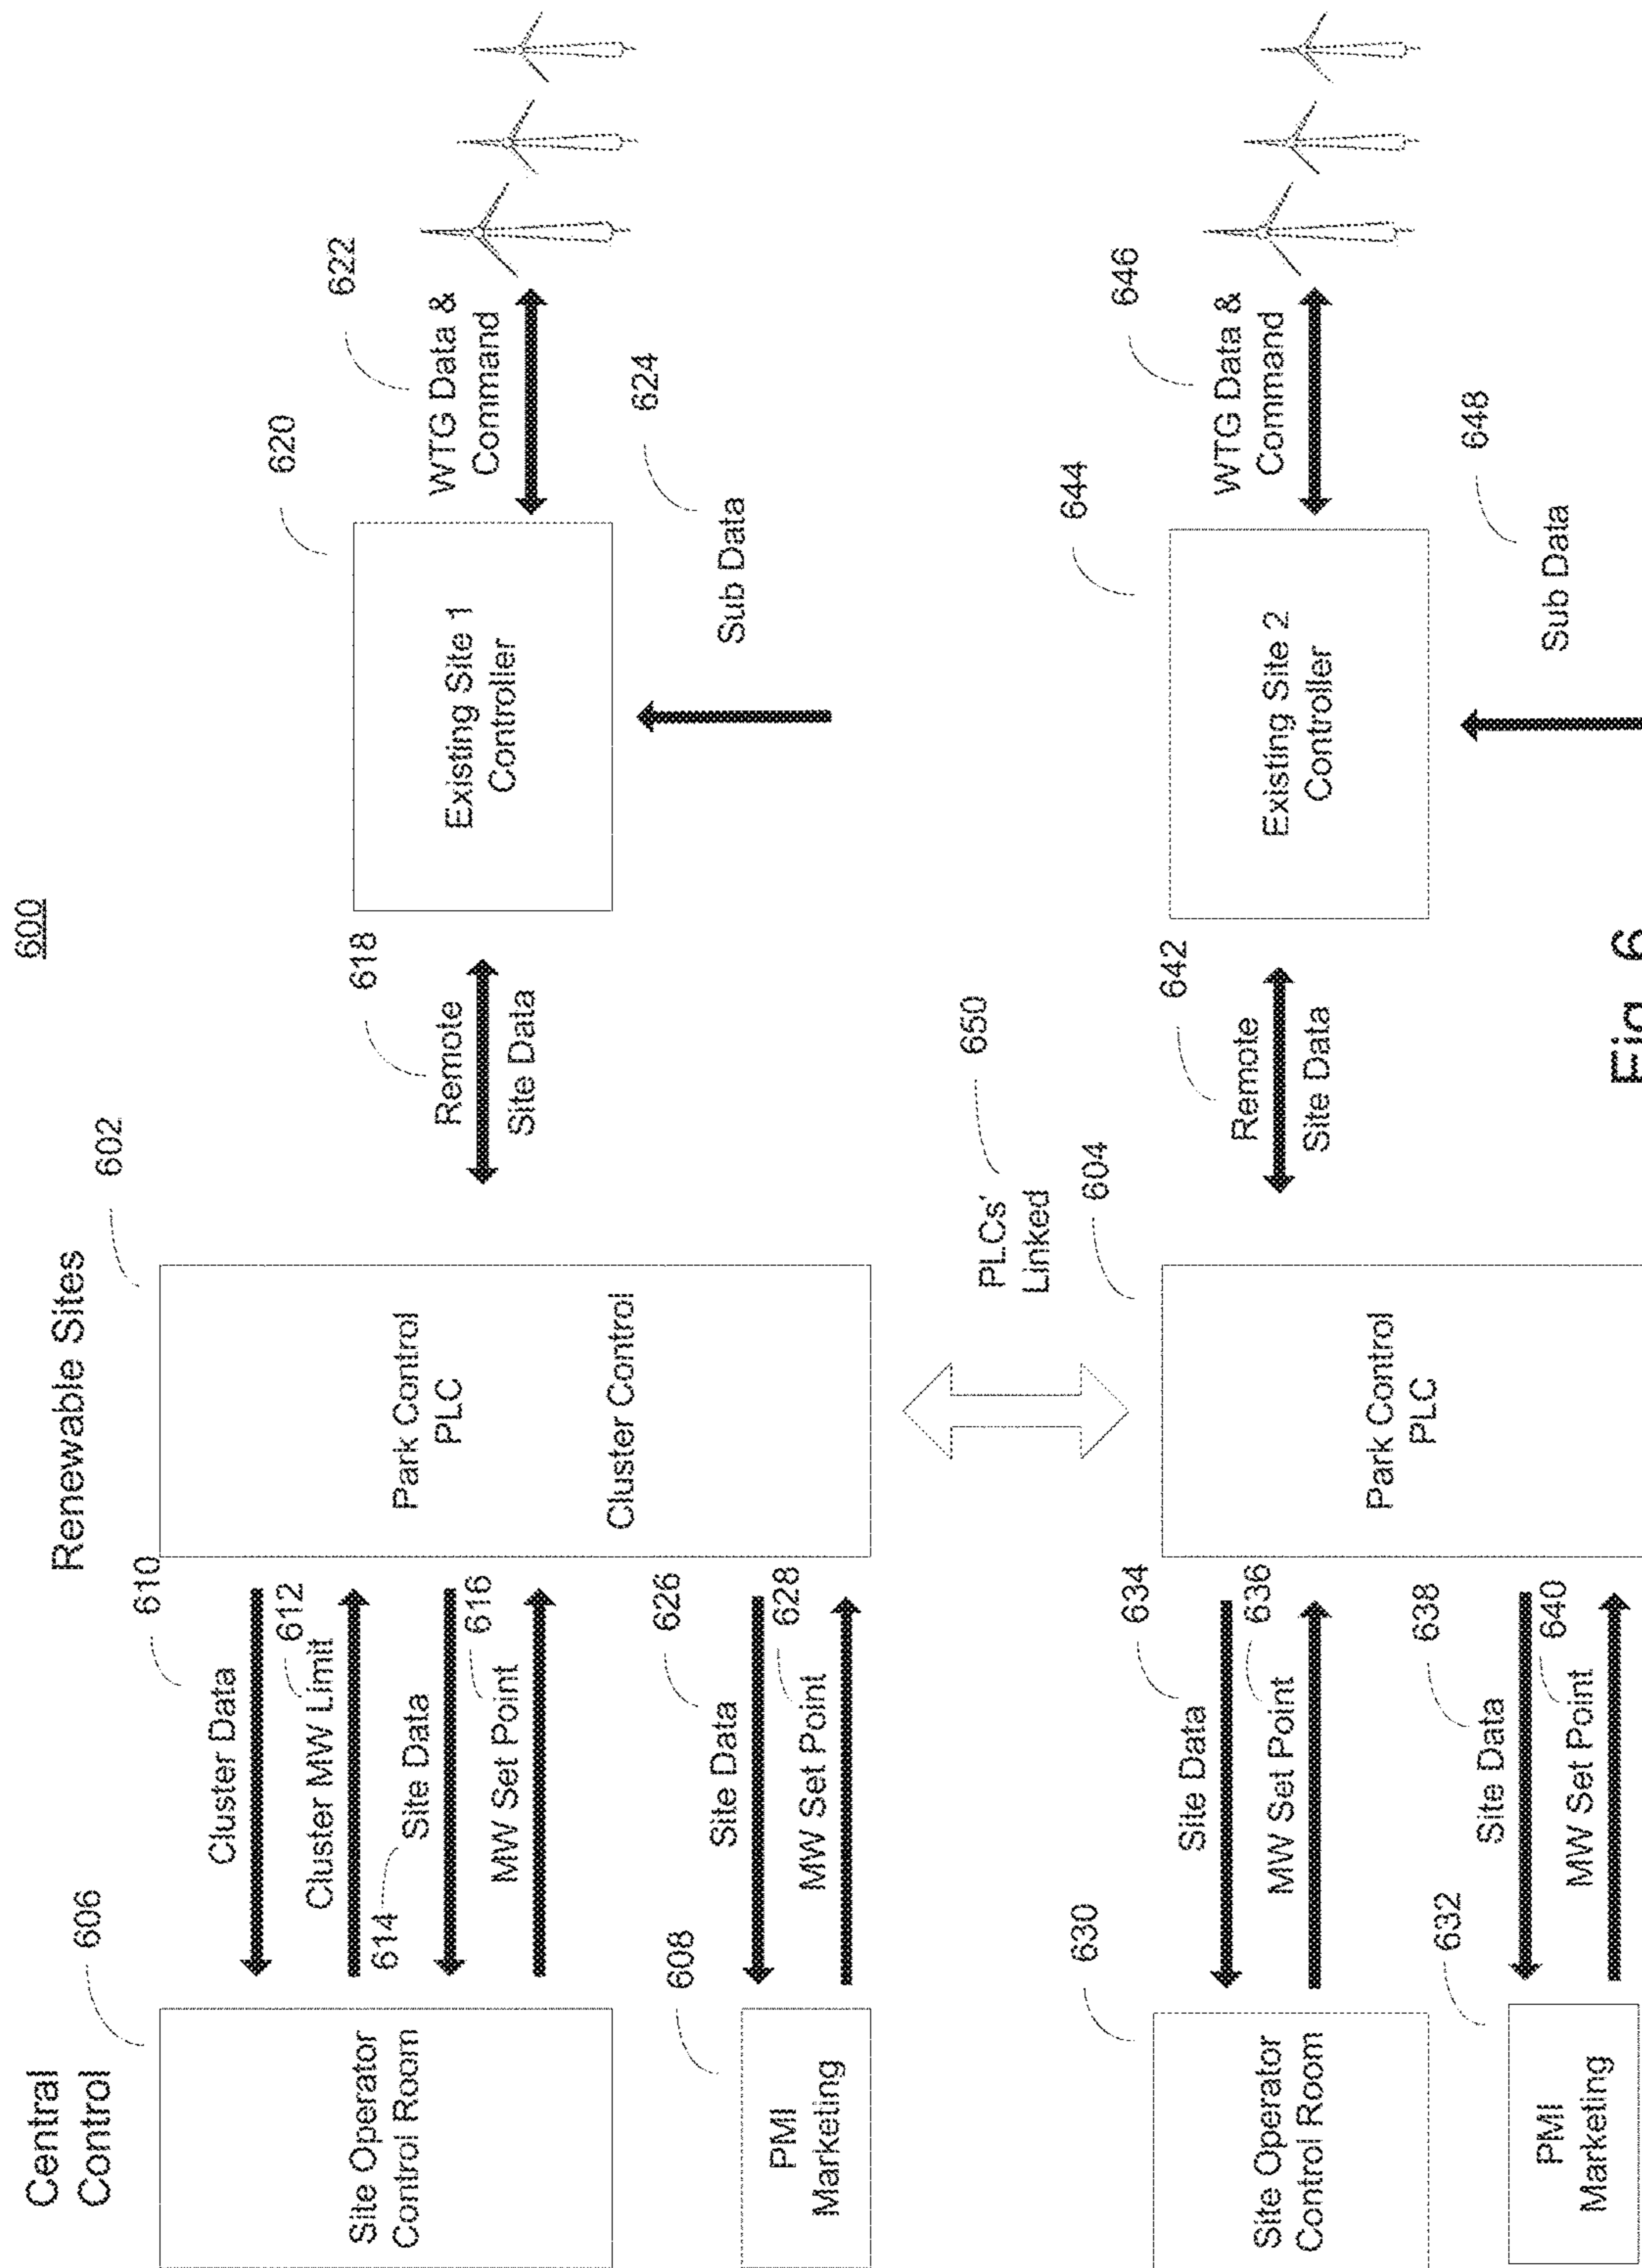 600
Central
Control
Renewable Sites
606
Site Operator
Control Room
610
Cluster Data
612
Cluster MW Limit
614
Site Data
616
MW Set Point
608
PMI
Marketing
626
Site Data
628
MW Set Point
602
Park Control
PLC
Cluster Control
618
Remote
Site Data
620
Existing Site 1
Controller
622
WTG Data &
Command
624
Sub Data
650
PLCs'
Linked
630
Site Operator
Control Room
634
Site Data
636
MW Set Point
632
PMI
Marketing
638
Site Data
640
MW Set Point
604
Park Control
PLC
642
Remote
Site Data
644
Existing Site 2
Controller
646
WTG Data &
Command
648
Sub Data
Fig. 6